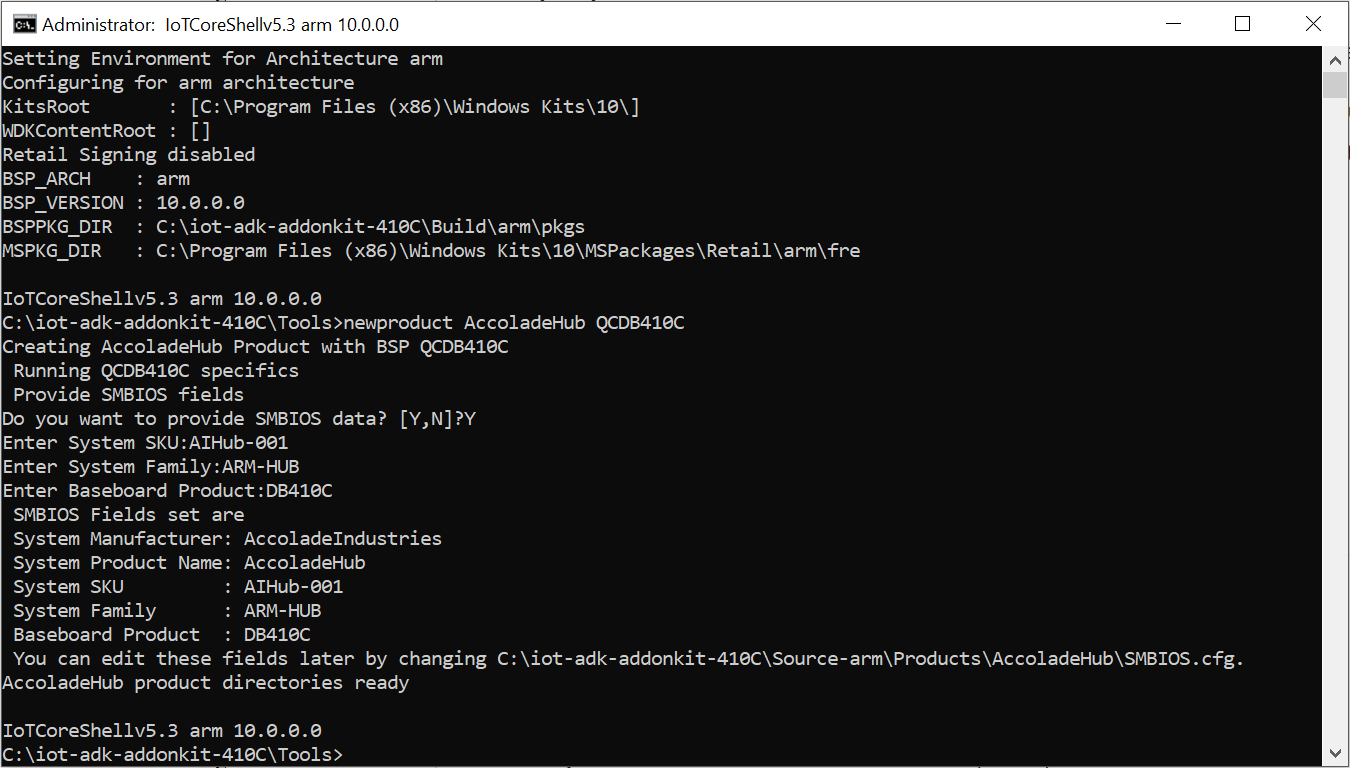 Administrator:  IoTCoreShellv5.3 arm 10.0.0.0
Setting Environment for Architecture arm
Configuring for arm architecture
KitsRoot       : [C:\Program Files (x86)\Windows Kits\10\]
WDKContentRoot : []
Retail Signing disabled
BSP_ARCH    : arm
BSP_VERSION : 10.0.0.0
BSPPKG_DIR  : C:\iot-adk-addonkit-410C\Build\arm\pkgs
MSPKG_DIR   : C:\Program Files (x86)\Windows Kits\10\MSPackages\Retail\arm\fre
IoTCoreShellv5.3 arm 10.0.0.0
C:\iot-adk-addonkit-410C\Tools>newproduct AccoladeHub QCDB410C
Creating AccoladeHub Product with BSP QCDB410C
 Running QCDB410C specifics
 Provide SMBIOS fields
Do you want to provide SMBIOS data? [Y,N]?Y
Enter System SKU:AIHub-001
Enter System Family:ARM-HUB
Enter Baseboard Product:DB410C
 SMBIOS Fields set are
 System Manufacturer: AccoladeIndustries
 System Product Name: AccoladeHub
 System SKU         : AIHub-001
 System Family      : ARM-HUB
 Baseboard Product  : DB410C
 You can edit these fields later by changing C:\iot-adk-addonkit-410C\Source-arm\Products\AccoladeHub\SMBIOS.cfg.
AccoladeHub product directories ready
IoTCoreShellv5.3 arm 10.0.0.0
C:\iot-adk-addonkit-410C\Tools>